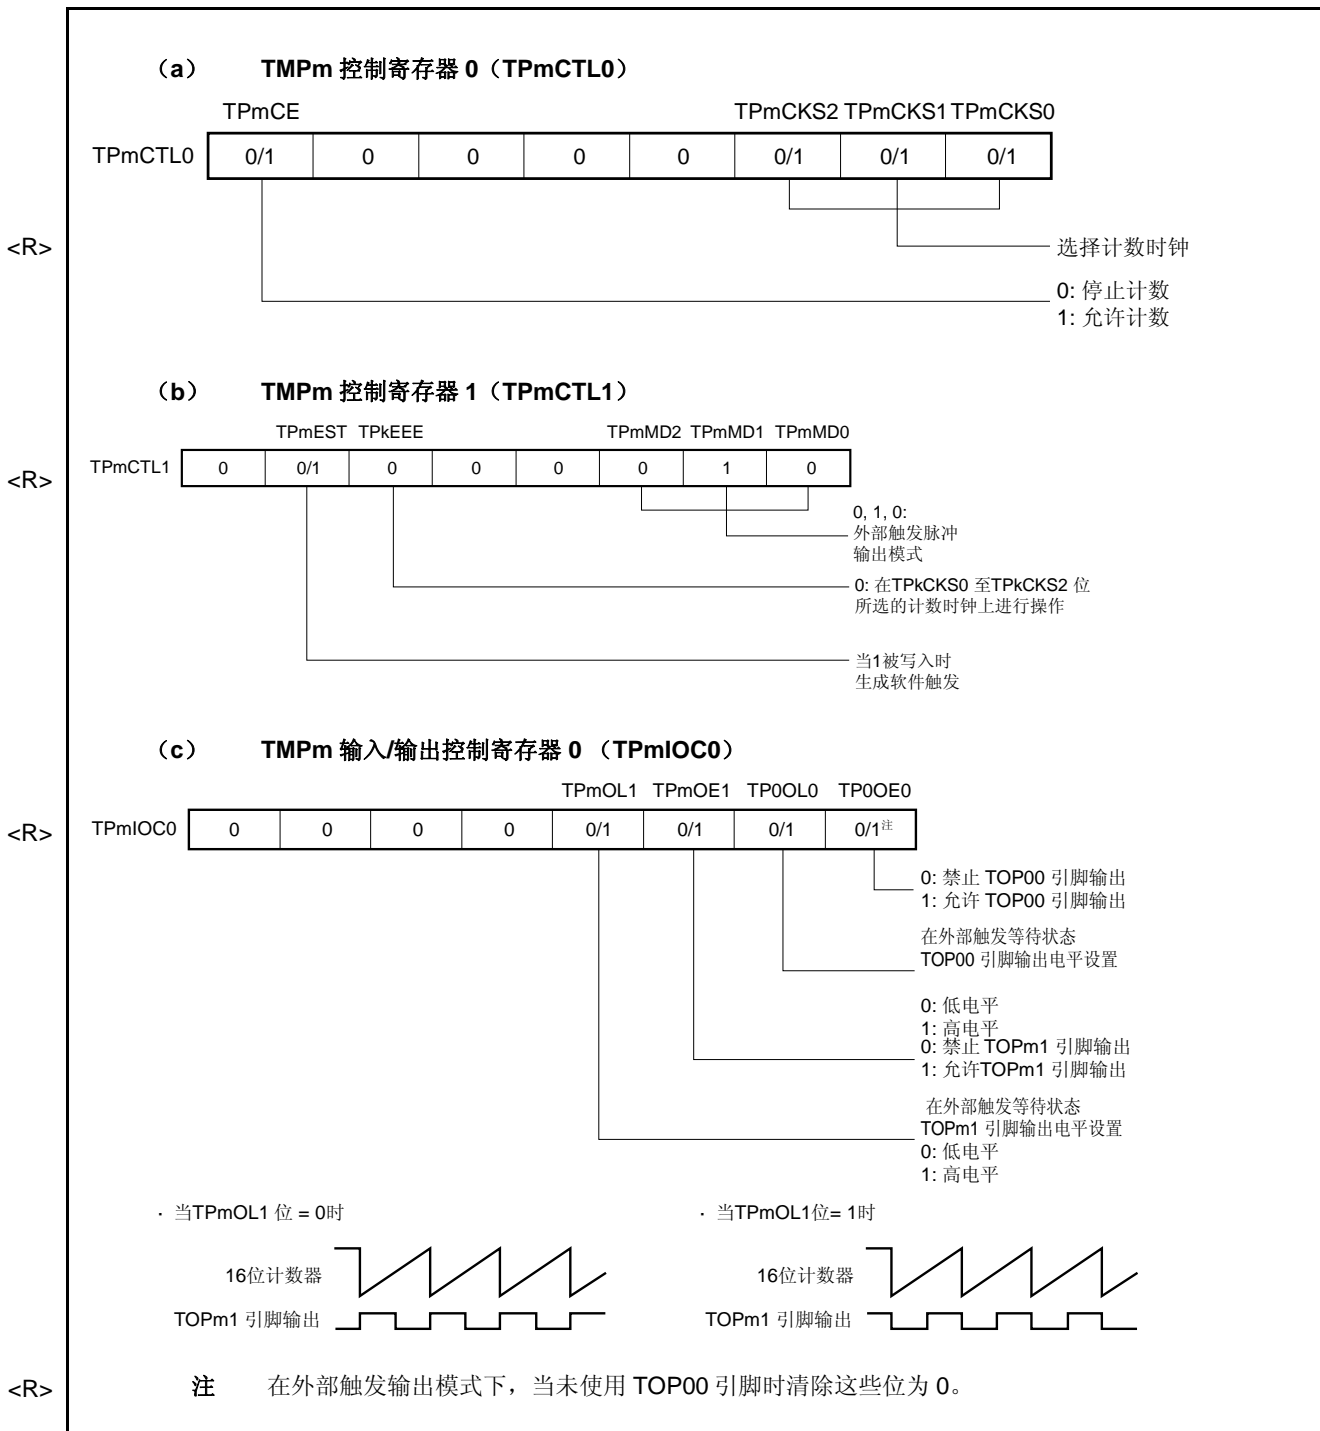 （a） TMPm 控制寄存器 0（TPmCTL0）
TPmCE TPmCKS2 TPmCKS1 TPmCKS0
TPmCTL0 0/1 0 0 0 0 0/1 0/1 0/1
<R>
选择计数时钟
0: 停止计数
1: 允许计数
（b） TMPm 控制寄存器 1（TPmCTL1）
TPmEST TPkEEE TPmMD2 TPmMD1 TPmMD0
<R> TPmCTL1 0 0/1 0 0 0 0 1 0
0, 1, 0:
外部触发脉冲
输出模式
0: 在TPkCKS0 至TPkCKS2 位
所选的计数时钟上进行操作
当1被写入时
生成软件触发
（c） TMPm 输入/输出控制寄存器 0 （TPmIOC0）
TPmOL1 TPmOE1 TP0OL0 TP0OE0
<R> TPmIOC0 0 0 0 0 0/1 0/1 0/1 0/1注
0: 禁止 TOP00 引脚输出
1: 允许 TOP00 引脚输出
在外部触发等待状态
TOP00 引脚输出电平设置
0: 低电平
1: 高电平
0: 禁止 TOPm1 引脚输出
1: 允许TOPm1 引脚输出
在外部触发等待状态
TOPm1 引脚输出电平设置
0: 低电平
1: 高电平
· 当TPmOL1 位 = 0时
16位计数器
TOPm1 引脚输出
· 当TPmOL1位= 1时
16位计数器
TOPm1 引脚输出
<R> 注 在外部触发输出模式下，当未使用 TOP00 引脚时清除这些位为 0。